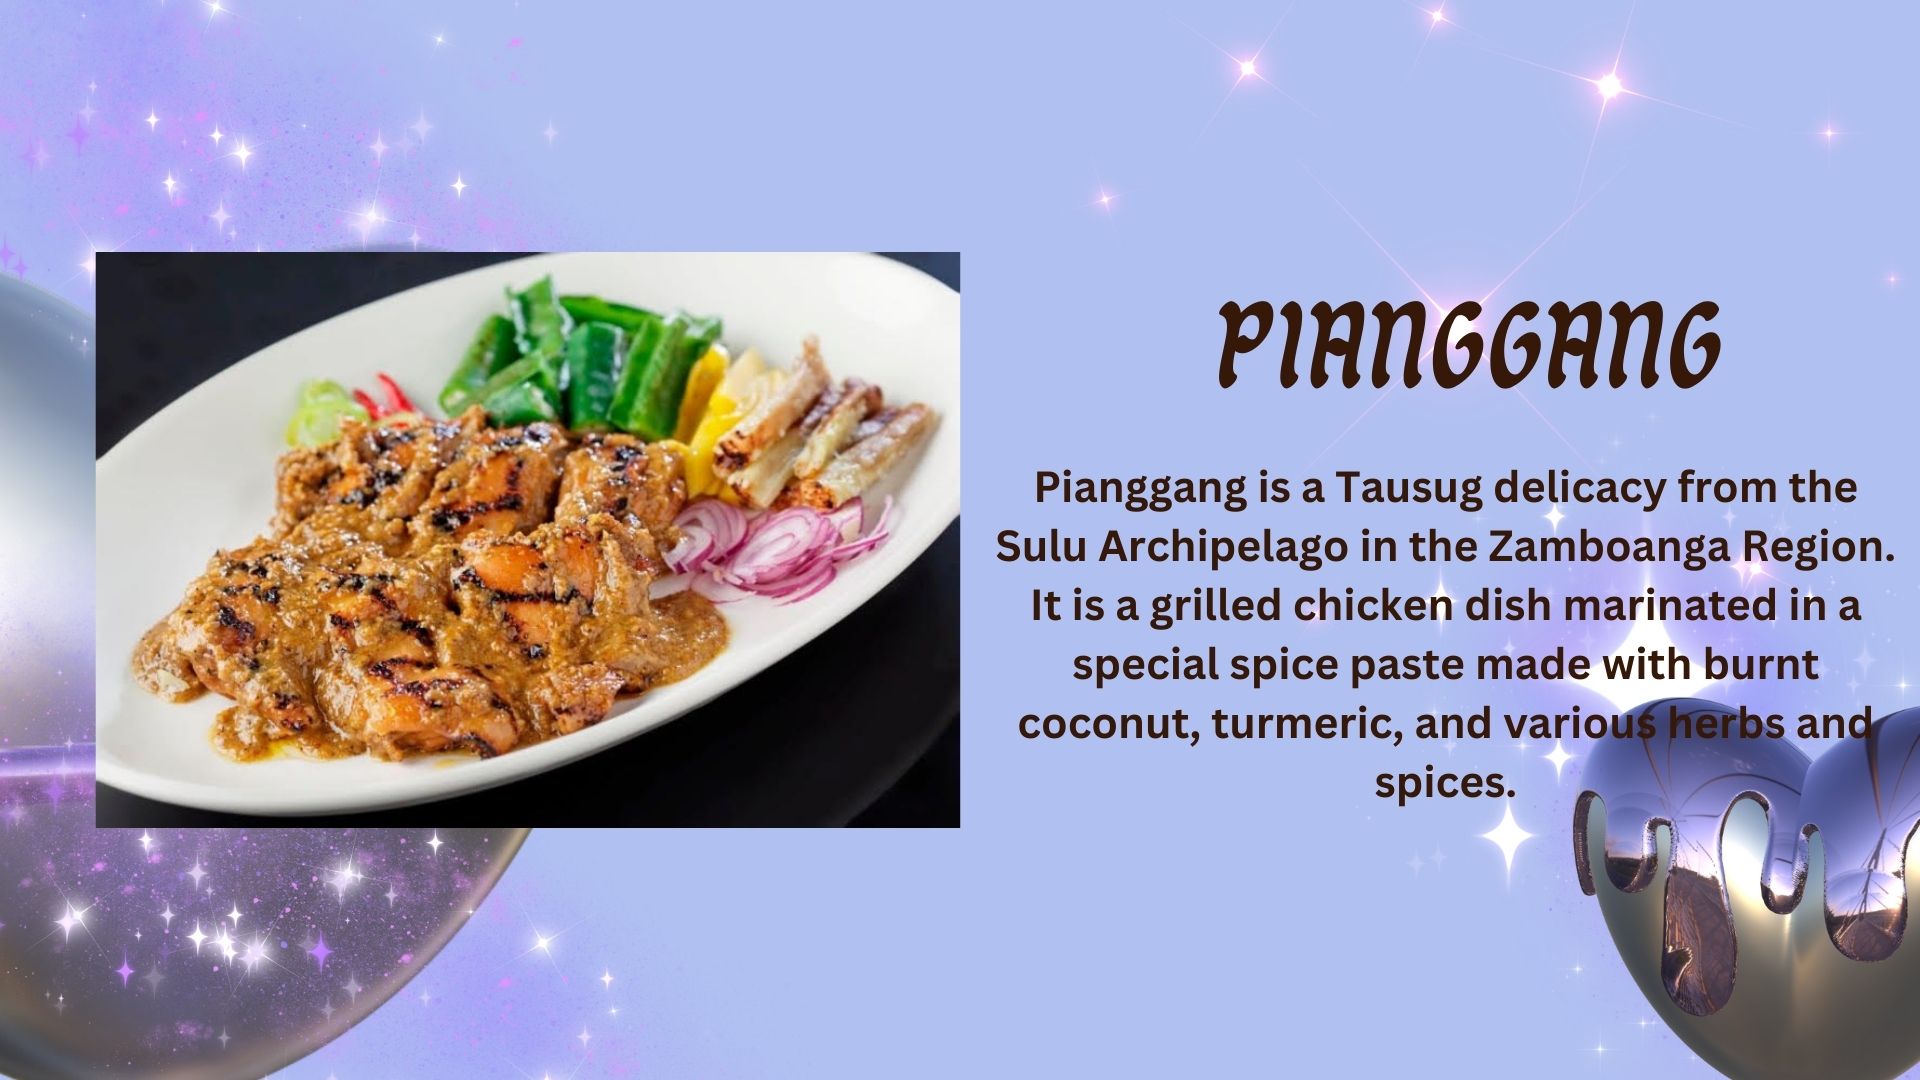 PIANGGANG
Pianggang is a Tausug delicacy from the
Sulu Archipelago in the Zamboanga Region.
It is a grilled chicken dish marinated in a
special spice paste made with burnt
coconut, turmeric, and various herbs and
spices.